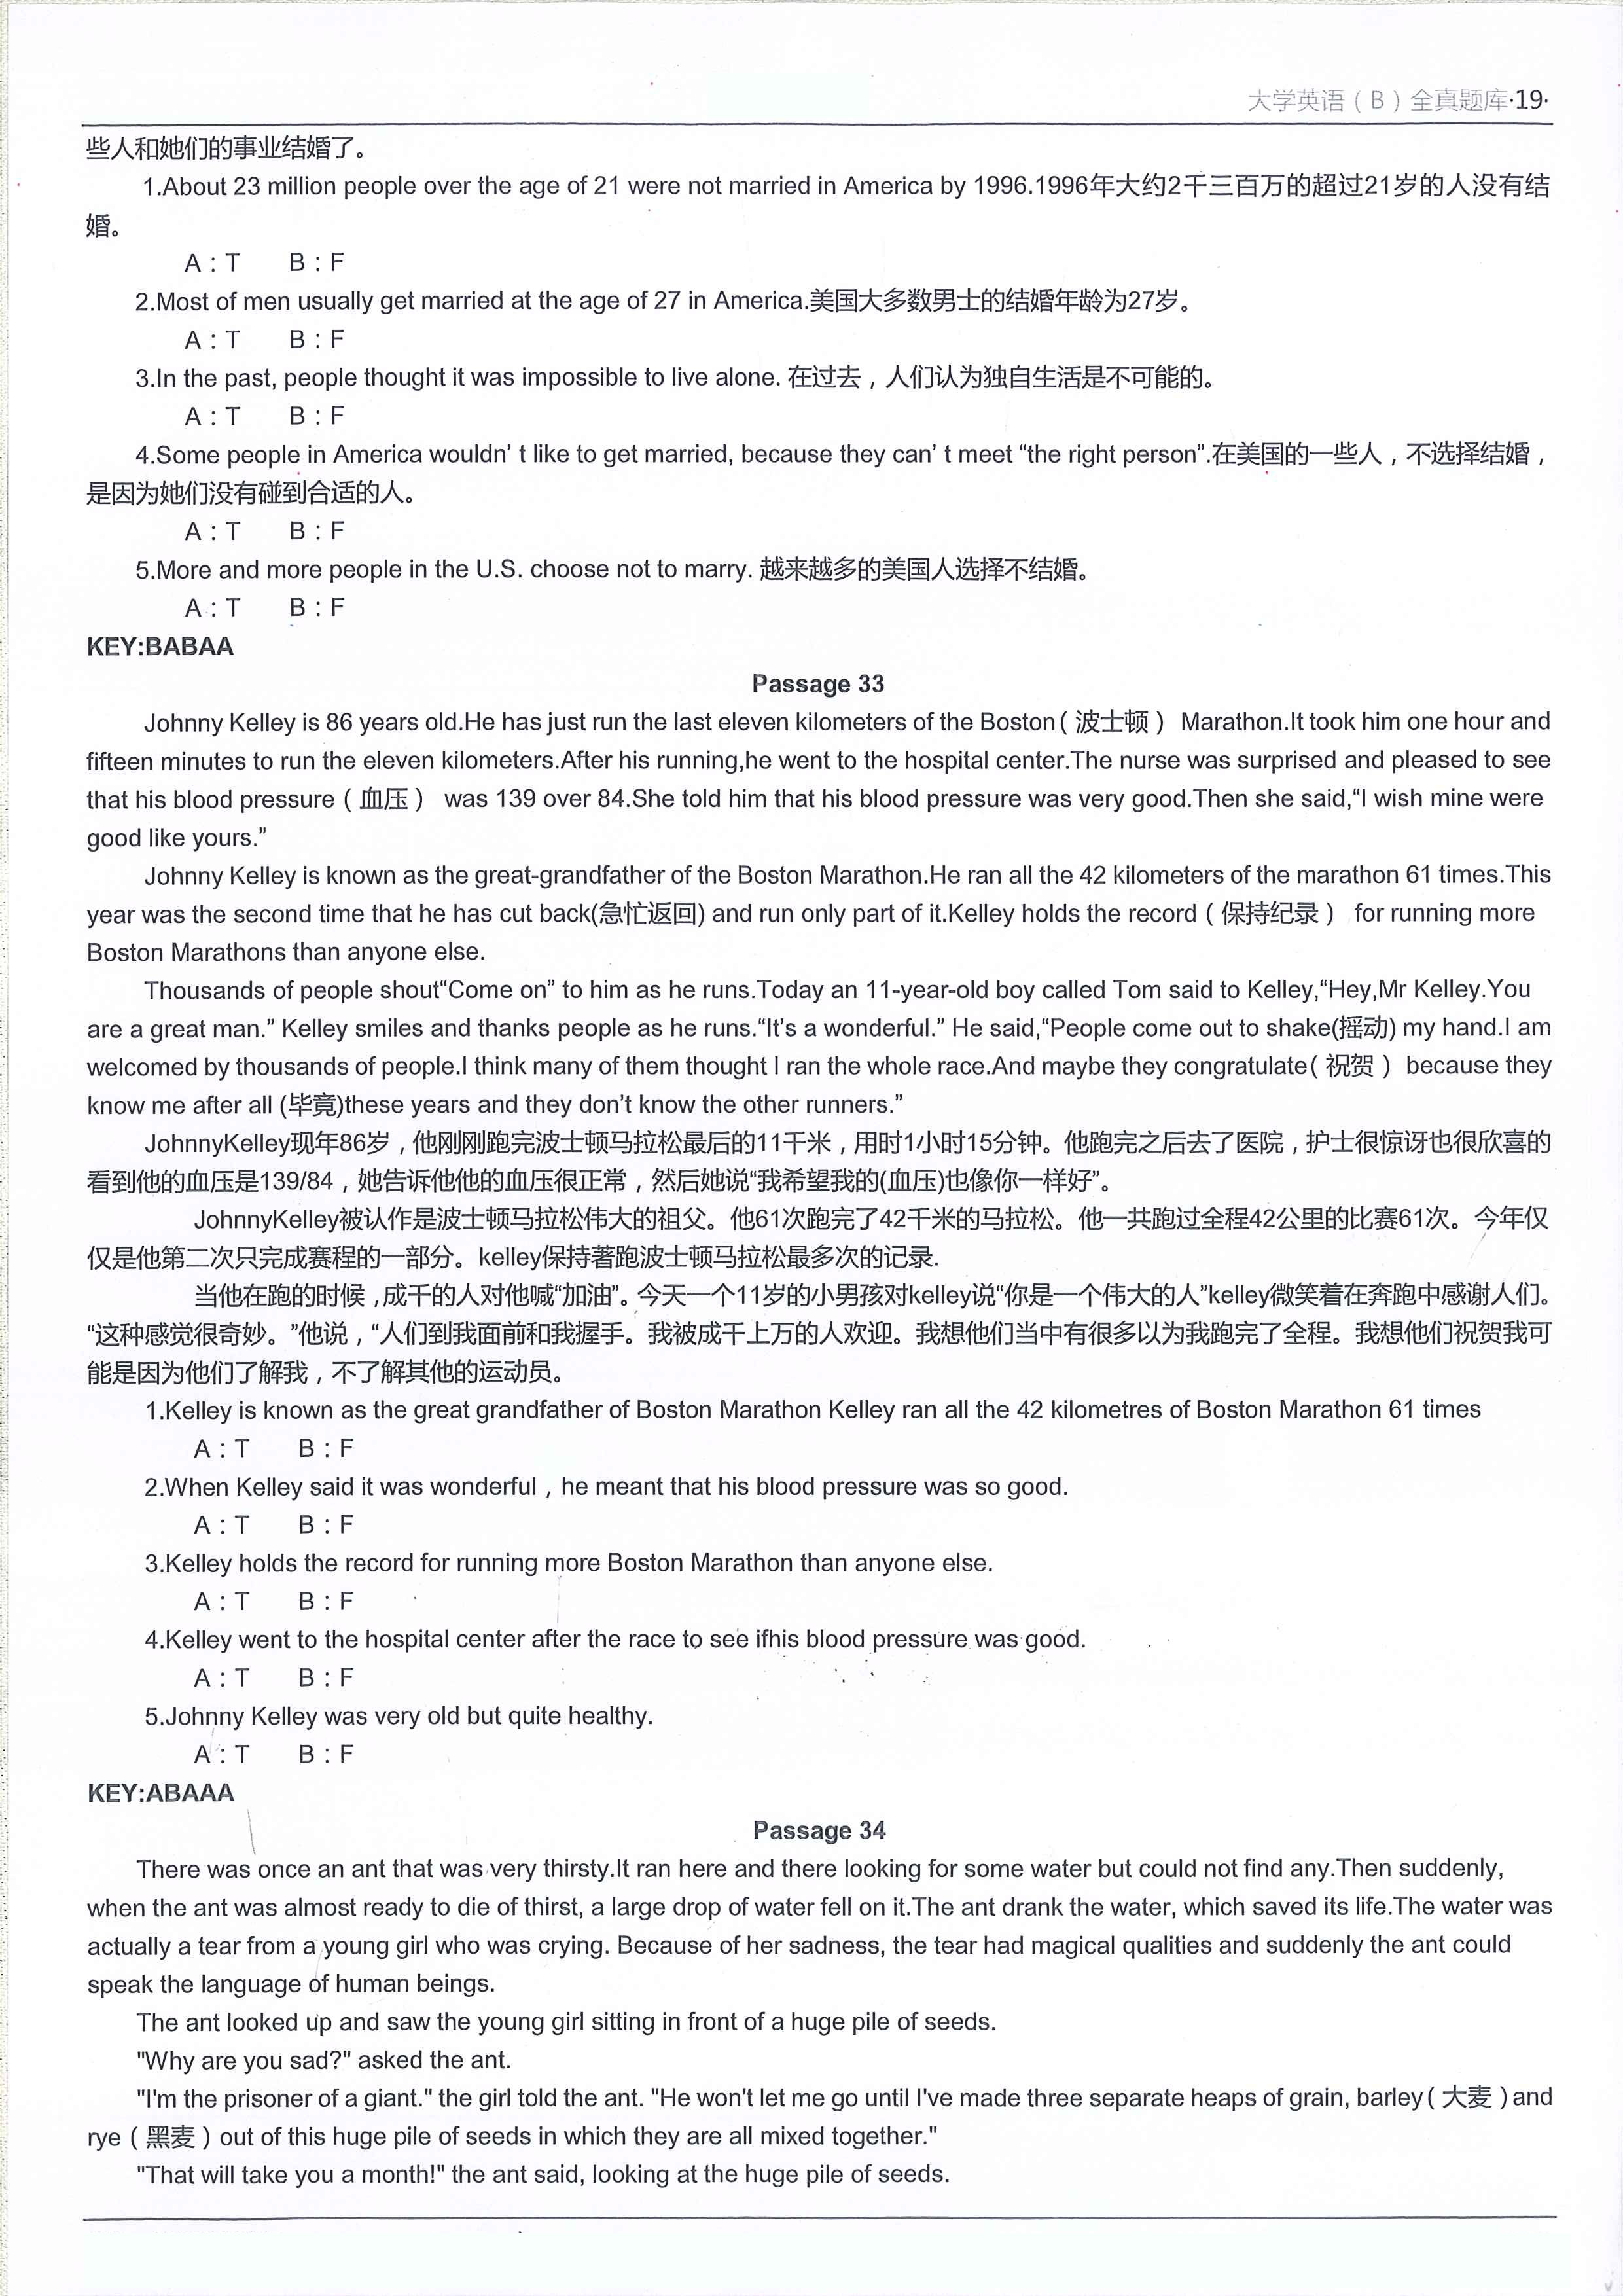 大学英语（B）全真题库·19·
些人和她们的事业结婚了。
1.About 23 million people over the age of 21 were not married in America by 1996.1996年大约2千三百万的超过21岁的人没有结
婚。
A：T B：F
2.Most of men usually get married at the age of 27 in America.美国大多数男士的结婚年龄为27岁。
A：T B：F
3.In the past, people thought it was impossible to live alone. 在过去，人们认为独自生活是不可能的。
A：T B：F
4.Some people in America wouldn’ t like to get married, because they can’ t meet “the right person”.在美国的一些人，不选择结婚，
是因为她们没有碰到合适的人。
A：T B：F
5.More and more people in the U.S. choose not to marry. 越来越多的美国人选择不结婚。
A：T B：F
KEY:BABAA
Passage 33
Johnny Kelley is 86 years old.He has just run the last eleven kilometers of the Boston（波士顿） Marathon.It took him one hour and
fifteen minutes to run the eleven kilometers.After his running,he went to the hospital center.The nurse was surprised and pleased to see
that his blood pressure（血压） was 139 over 84.She told him that his blood pressure was very good.Then she said,“I wish mine were
good like yours.”
Johnny Kelley is known as the great-grandfather of the Boston Marathon.He ran all the 42 kilometers of the marathon 61 times.This
year was the second time that he has cut back(急忙返回) and run only part of it.Kelley holds the record（保持纪录） for running more
Boston Marathons than anyone else.
Thousands of people shout“Come on” to him as he runs.Today an 11-year-old boy called Tom said to Kelley,“Hey,Mr Kelley.You
are a great man.” Kelley smiles and thanks people as he runs.“It’s a wonderful.” He said,“People come out to shake(摇动) my hand.I am
welcomed by thousands of people.I think many of them thought I ran the whole race.And maybe they congratulate（祝贺） because they
know me after all (毕竟)these years and they don’t know the other runners.”
JohnnyKelley现年86岁，他刚刚跑完波士顿马拉松最后的11千米，用时1小时15分钟。他跑完之后去了医院，护士很惊讶也很欣喜的
看到他的血压是139/84，她告诉他他的血压很正常，然后她说“我希望我的(血压)也像你一样好”。
JohnnyKelley被认作是波士顿马拉松伟大的祖父。他61次跑完了42千米的马拉松。他一共跑过全程42公里的比赛61次。今年仅
仅是他第二次只完成赛程的一部分。kelley保持著跑波士顿马拉松最多次的记录.
当他在跑的时候，成千的人对他喊“加油”。今天一个11岁的小男孩对kelley说“你是一个伟大的人”kelley微笑着在奔跑中感谢人们。
“这种感觉很奇妙。”他说，“人们到我面前和我握手。我被成千上万的人欢迎。我想他们当中有很多以为我跑完了全程。我想他们祝贺我可
能是因为他们了解我，不了解其他的运动员。
1.Kelley is known as the great grandfather of Boston Marathon Kelley ran all the 42 kilometres of Boston Marathon 61 times
A：T B：F
2.When Kelley said it was wonderful，he meant that his blood pressure was so good.
A：T B：F
3.Kelley holds the record for running more Boston Marathon than anyone else.
A：T B：F
4.Kelley went to the hospital center after the race to see ifhis blood pressure was good.
A：T B：F
5.Johnny Kelley was very old but quite healthy.
A：T B：F
KEY:ABAAA
Passage 34
There was once an ant that was very thirsty.It ran here and there looking for some water but could not find any.Then suddenly,
when the ant was almost ready to die of thirst, a large drop of water fell on it.The ant drank the water, which saved its life.The water was
actually a tear from a young girl who was crying. Because of her sadness, the tear had magical qualities and suddenly the ant could
speak the language of human beings.
The ant looked up and saw the young girl sitting in front of a huge pile of seeds.
"Why are you sad?" asked the ant.
"I'm the prisoner of a giant." the girl told the ant. "He won't let me go until I've made three separate heaps of grain, barley（大麦）and
rye（黑麦）out of this huge pile of seeds in which they are all mixed together."
"That will take you a month!" the ant said, looking at the huge pile of seeds.